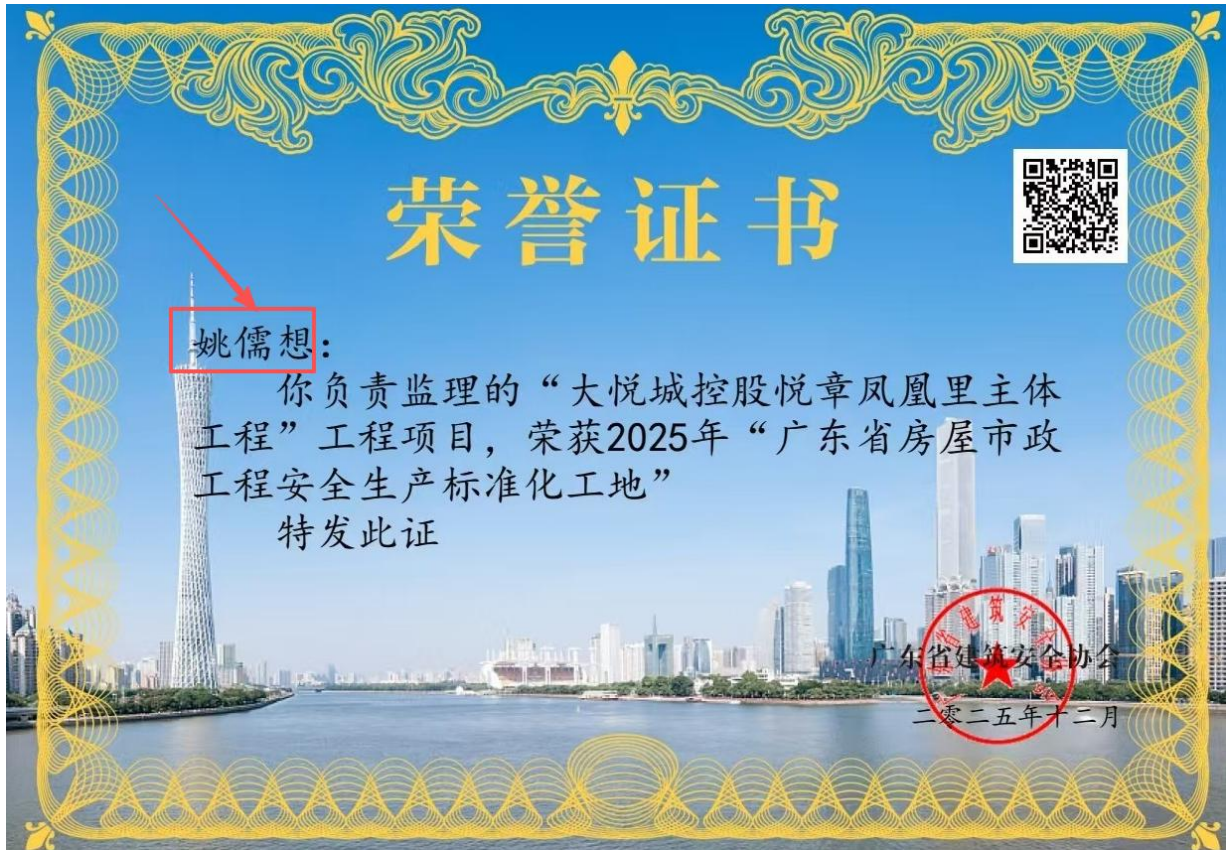 荣誉证书
姚儒想：
你负责监理的“大悦城控股悦章凤凰里主体
工程”工程项目，荣获2025年“广东省房屋市政
工程安全生产标准化工地”
特发此证
广东省建筑安全协会
二零二五年十二月